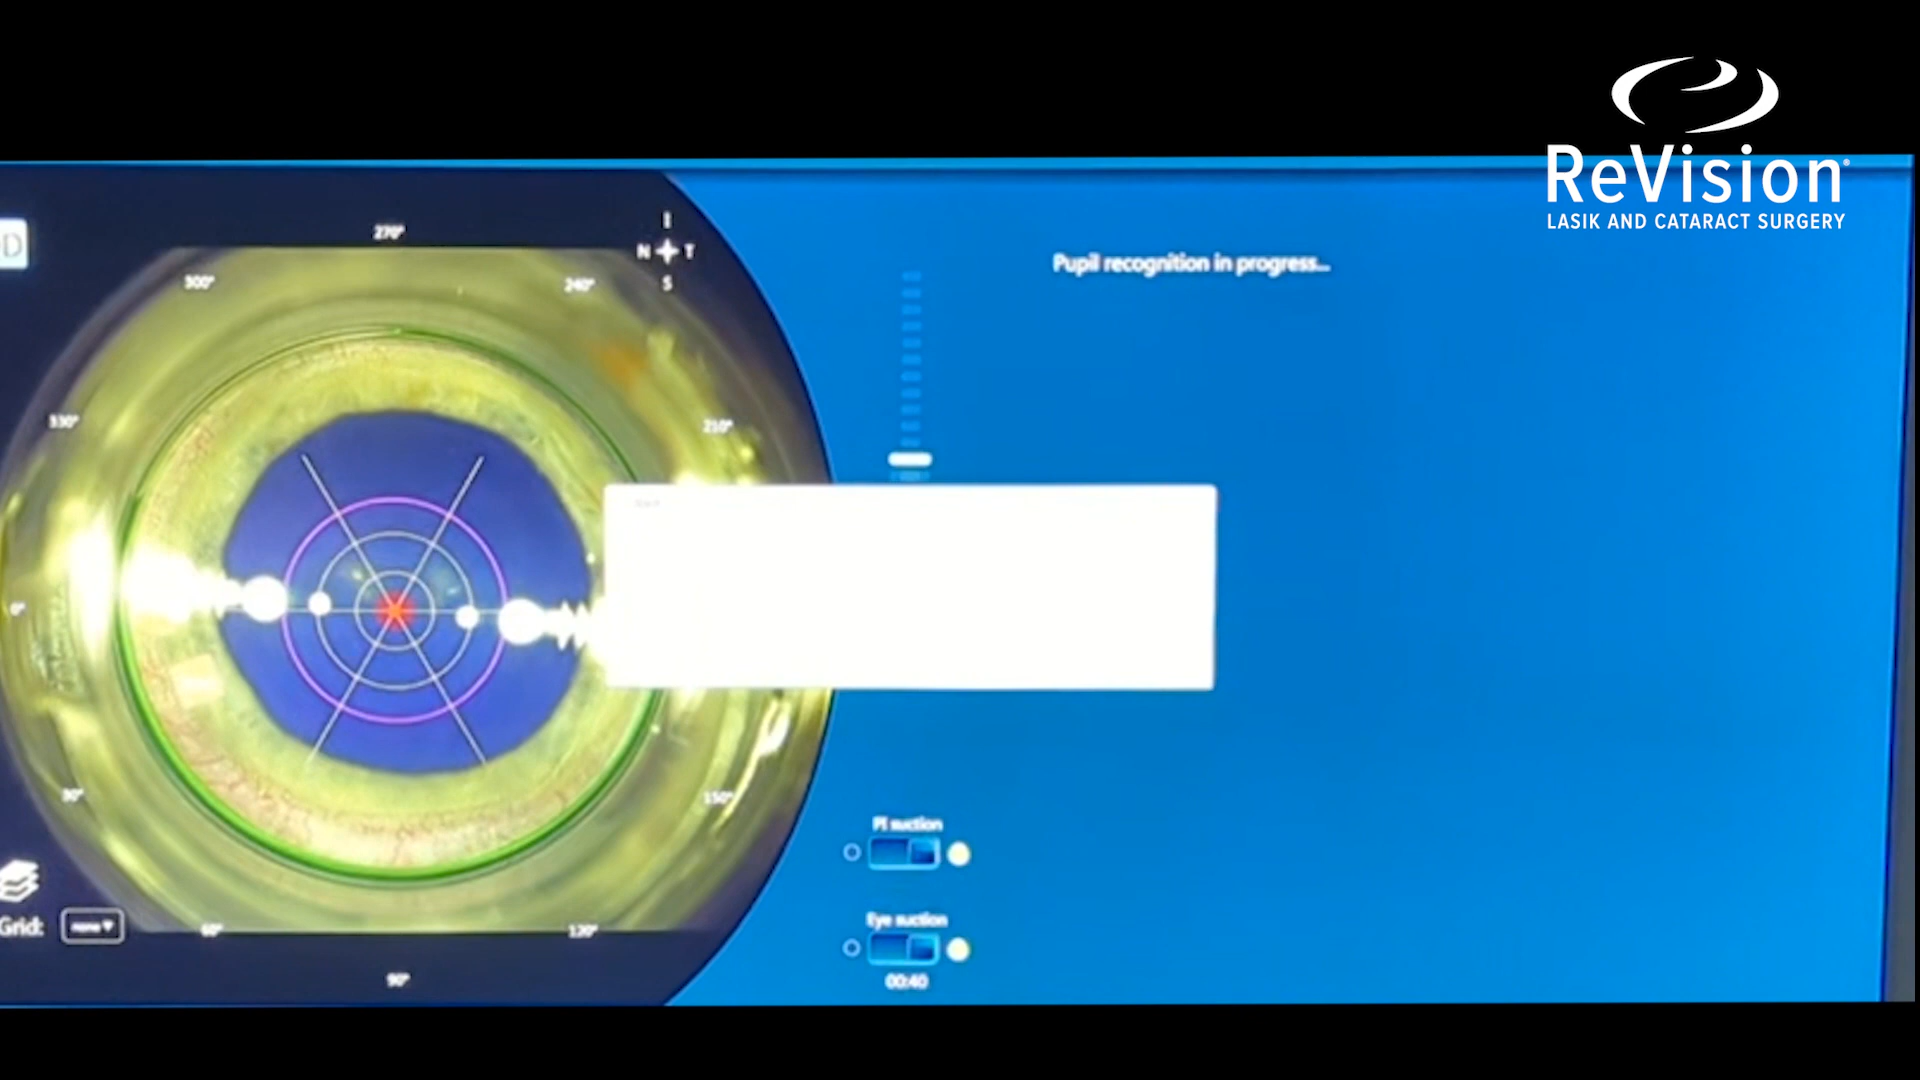 ReVision
LASIK AND CATARACT SURGERY
D
270°
I
N T
S
300°
240°
Pupil recognition in progress...
330°
210°
0°
30°
150°
PI suction
Eye suction
00:40
Grid:
none
60°
120°
90°